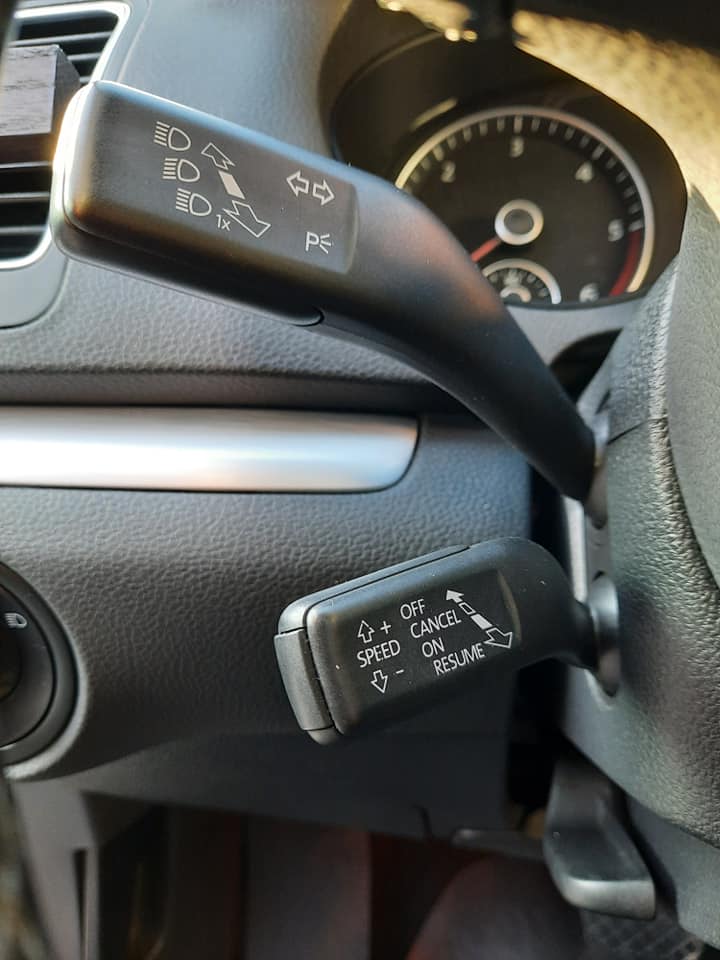 1x
P
2
3
4
5
6
+ OFF
SPEED CANCEL
ON
- RESUME